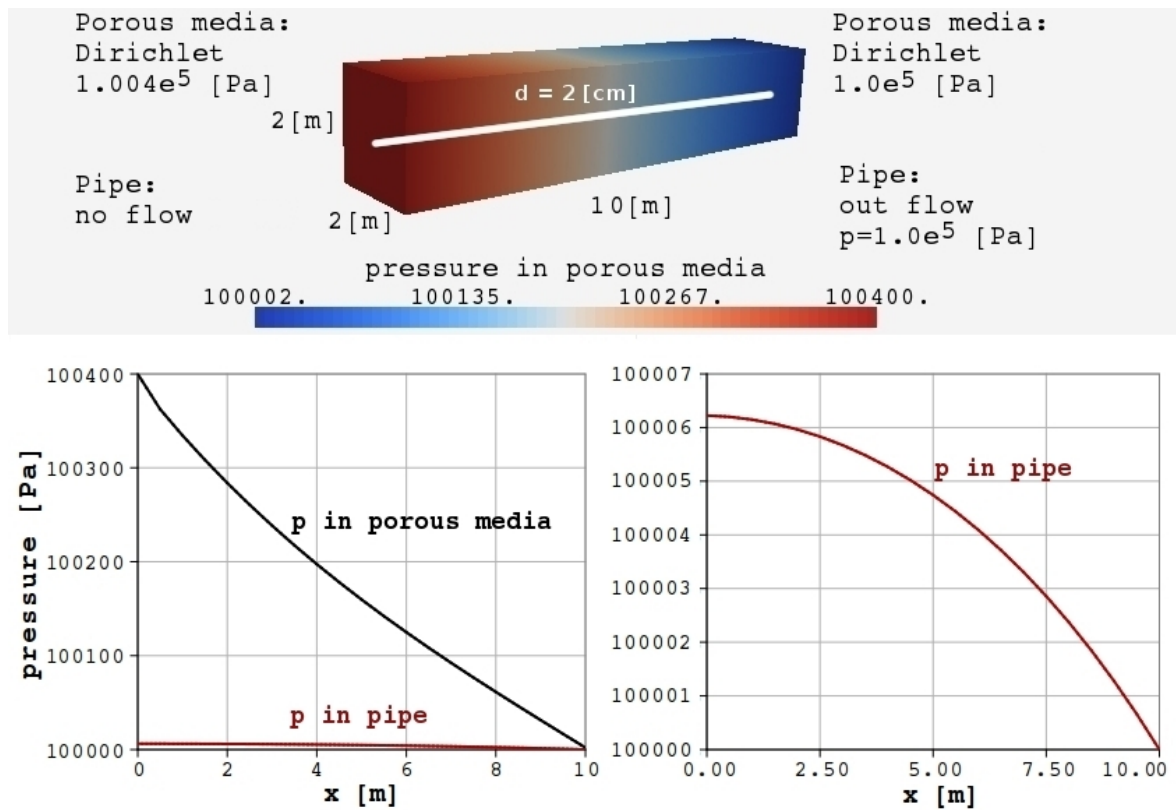 Porous media:
Dirichlet
1.004e5 [Pa]
Porous media:
Dirichlet
1.0e5 [Pa]
d = 2[cm]
2[m]
Pipe:
no flow
2[m]
10[m]
Pipe:
out flow
p=1.0e5 [Pa]
pressure in porous media
100002. 100135. 100267. 100400.
pressure [Pa]
100400
100300
100200
100100
100000
p in porous media
p in pipe
0 2 4 6 8 10
x [m]
100007
100006
100005
100004
100003
100002
100001
100000
p in pipe
0.00 2.50 5.00 7.50 10.00
x [m]